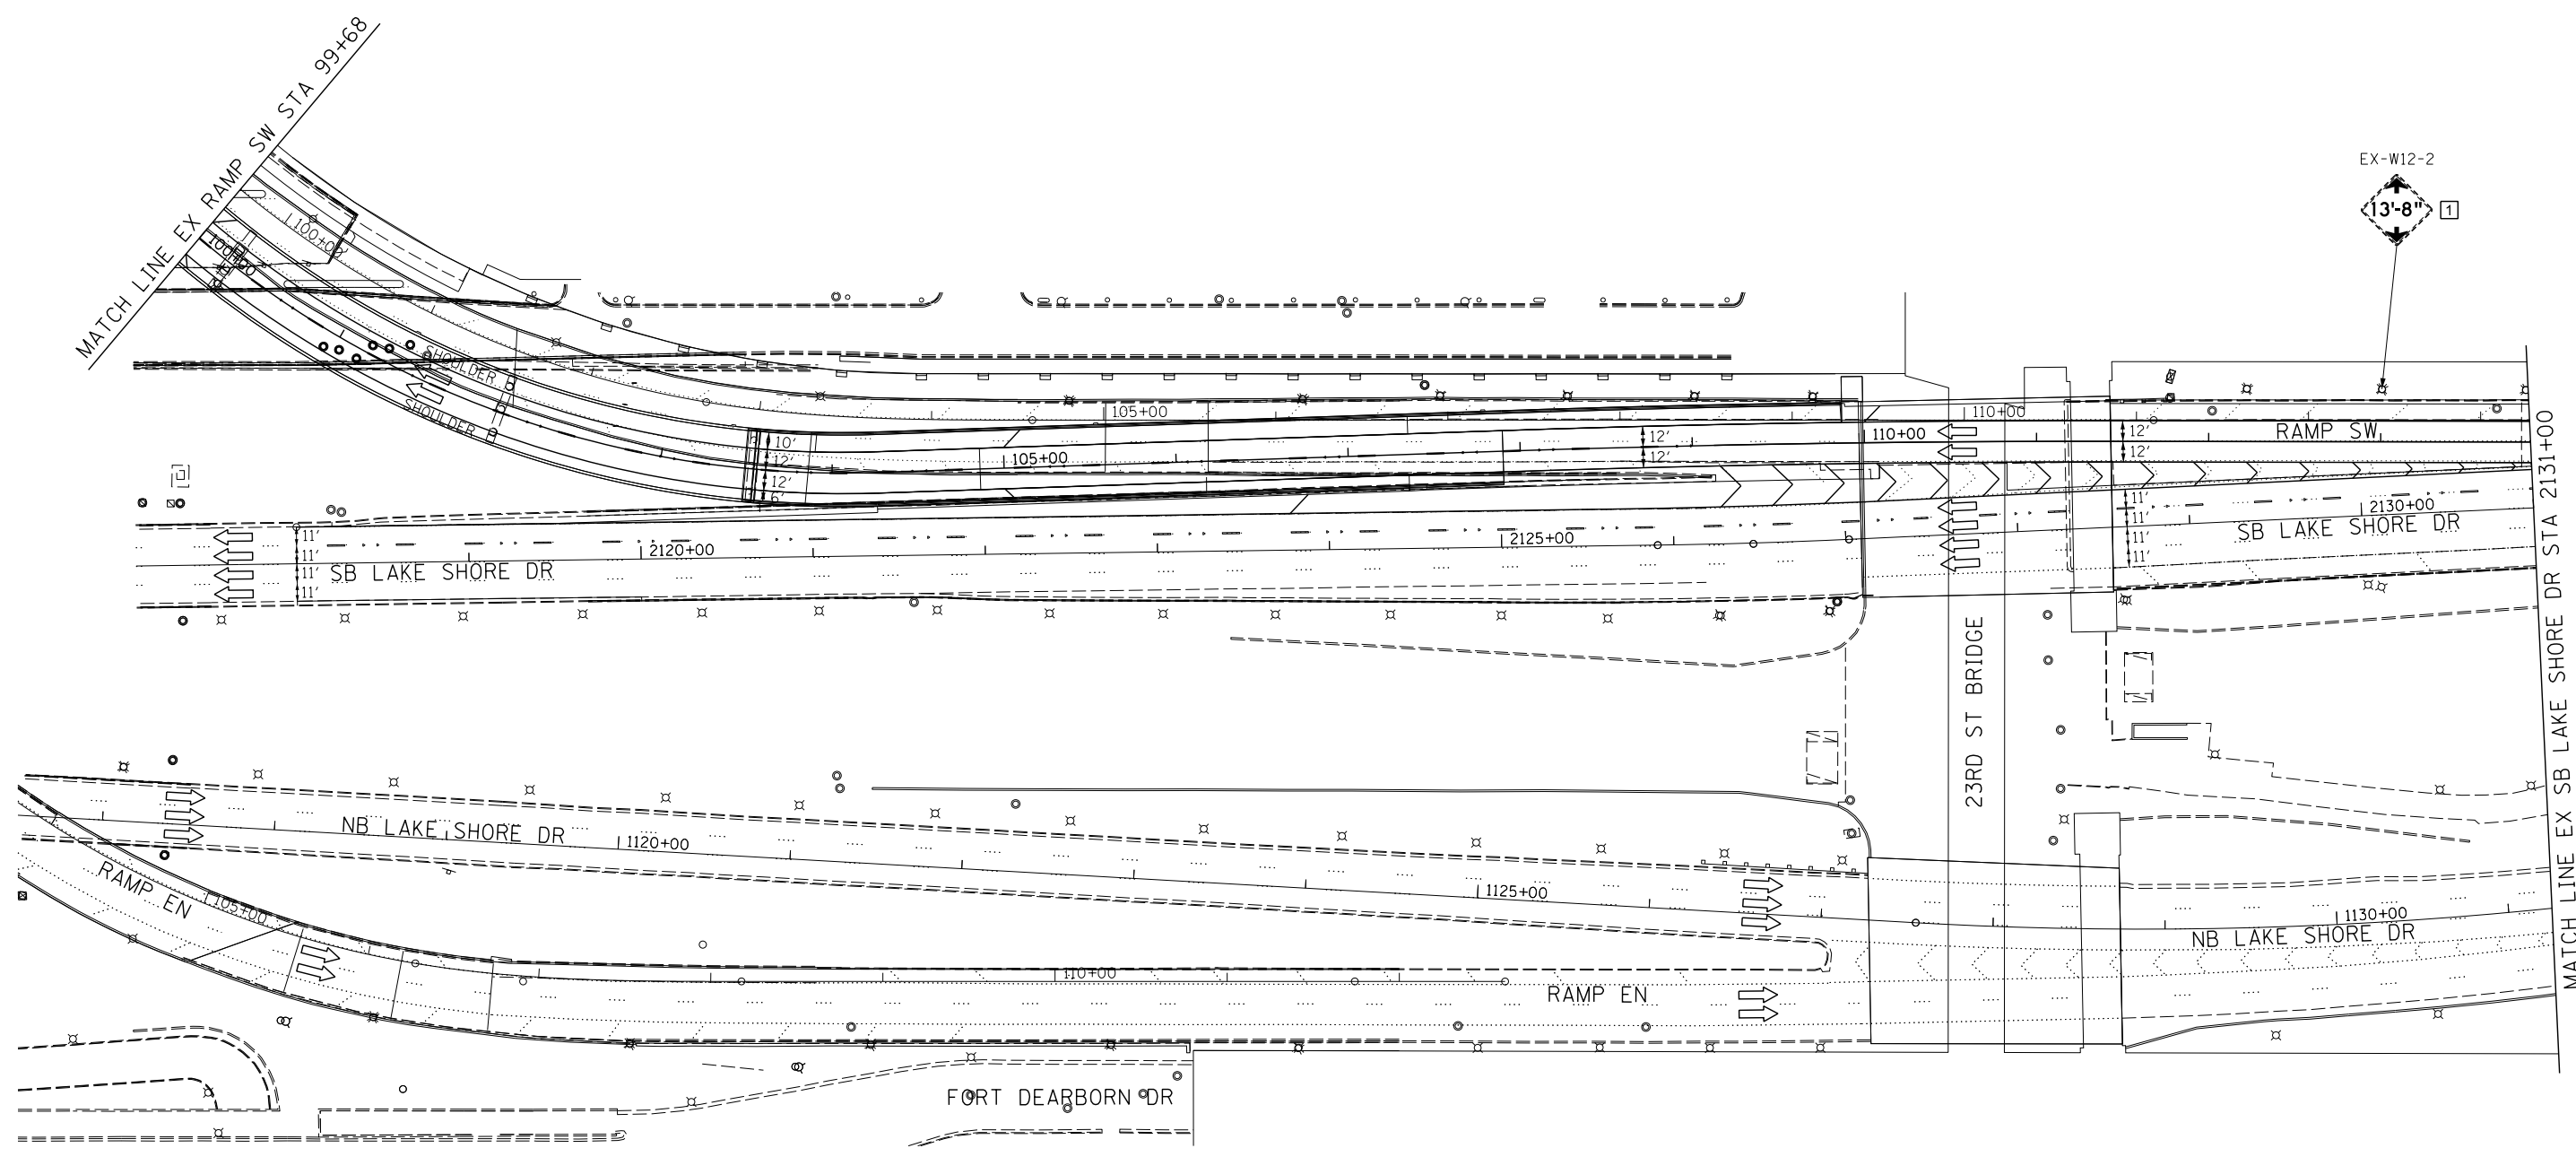 MATCH LINE EX RAMP SW STA 99+68
EX-W12-2
13'-8"
1
100+00
100+00
SHOULDER
SHOULDER
105+00
110+00
10'
12'
12'
6'
105+00
12'
12'
110+00
12'
12'
RAMP SW
11'
11'
11'
11'
2120+00
2125+00
11'
11'
11'
11'
2130+00
SB LAKE SHORE DR
SB LAKE SHORE DR
MATCH LINE EX SB LAKE SHORE DR STA 2131+00
23RD ST BRIDGE
NB LAKE SHORE DR
1120+00
1125+00
1130+00
NB LAKE SHORE DR
RAMP EN
105+00
110+00
RAMP EN
FORT DEARBORN DR